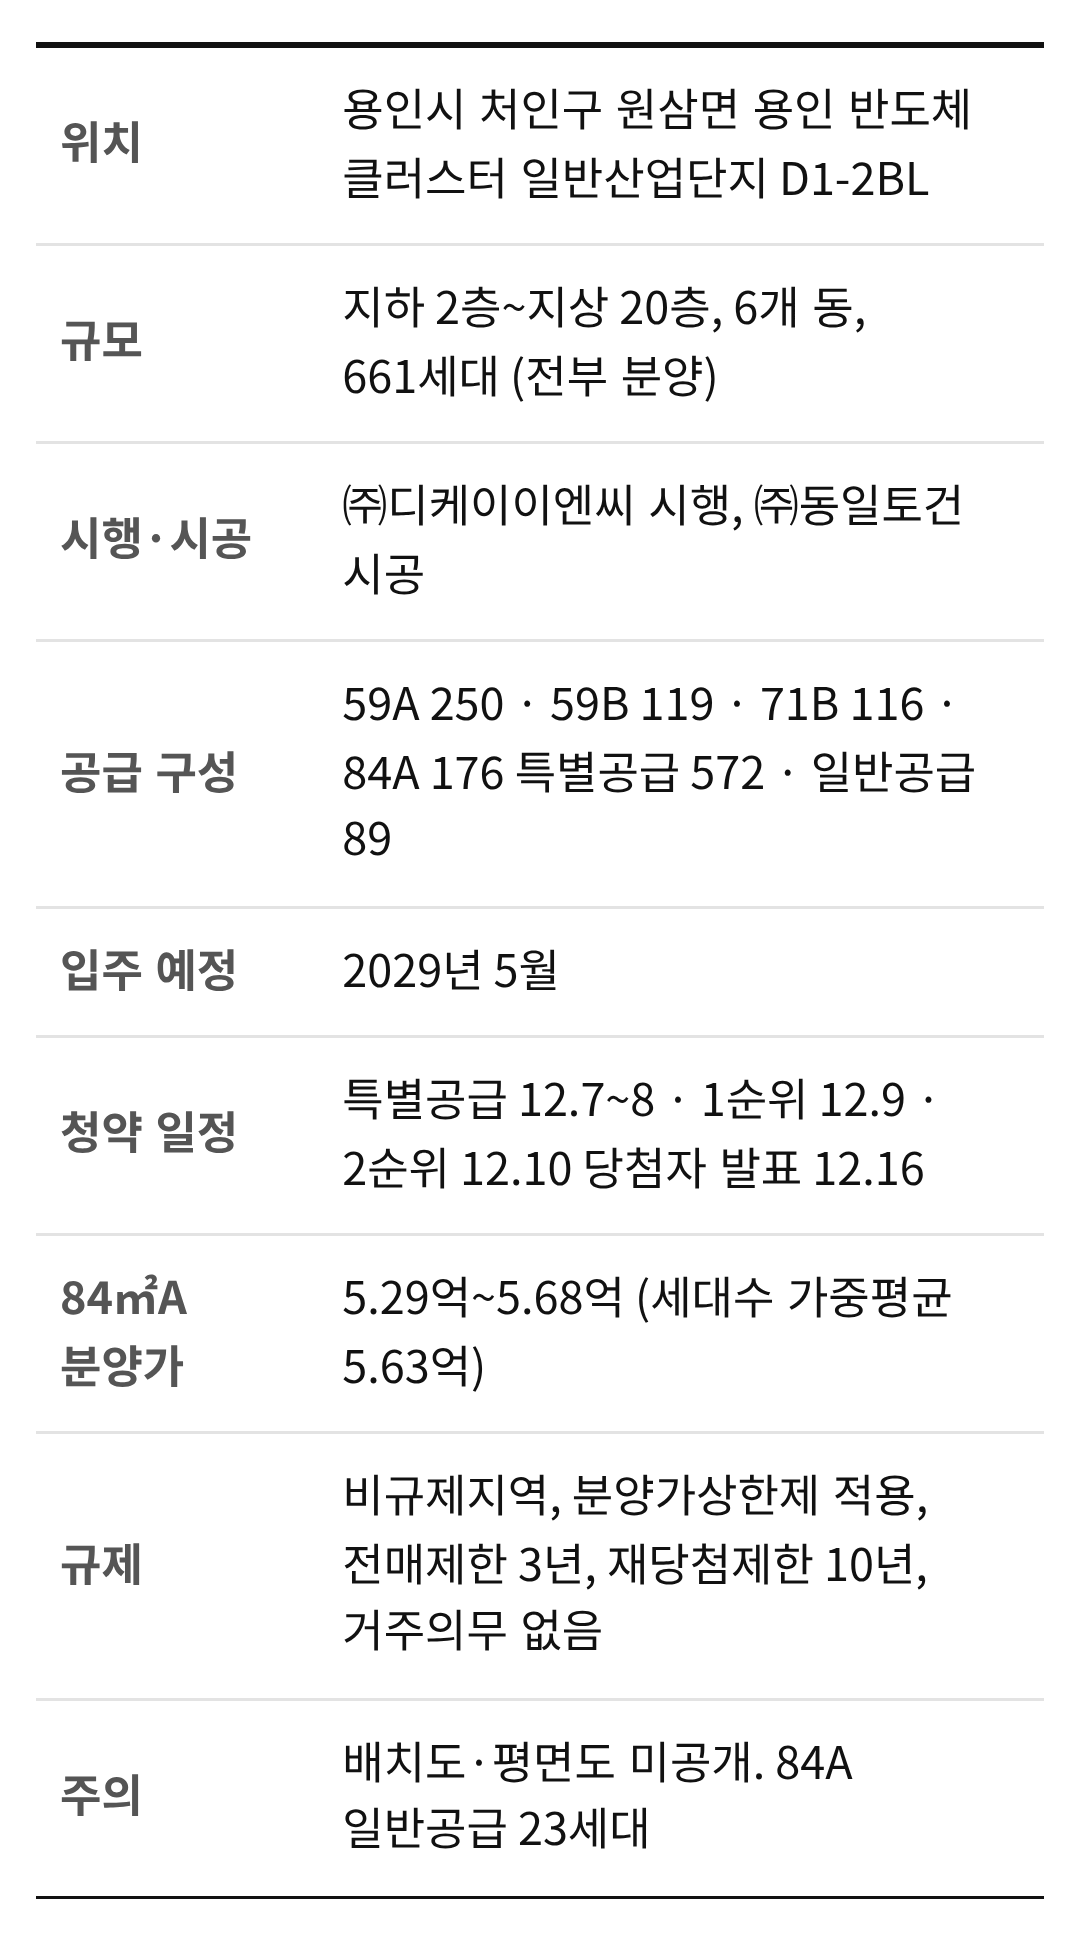 위치
용인시 처인구 원삼면 용인 반도체
클러스터 일반산업단지 D1-2BL
규모
지하 2층~지상 20층, 6개 동,
661세대 (전부 분양)
시행·시공
㈜디케이이엔씨 시행, ㈜동일토건
시공
공급 구성
59A 250 · 59B 119 · 71B 116 ·
84A 176 특별공급 572 · 일반공급
89
입주 예정
2029년 5월
청약 일정
특별공급 12.7~8 · 1순위 12.9 ·
2순위 12.10 당첨자 발표 12.16
84㎡A
분양가
5.29억~5.68억 (세대수 가중평균
5.63억)
규제
비규제지역, 분양가상한제 적용,
전매제한 3년, 재당첨제한 10년,
거주의무 없음
주의
배치도·평면도 미공개. 84A
일반공급 23세대